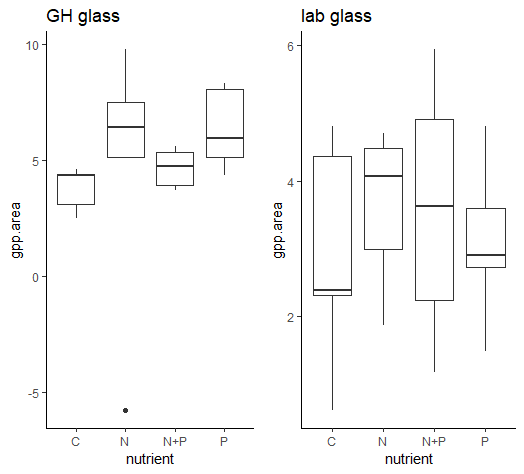 GH glass
gpp.area
10
5
0
-5
C N N+P P
nutrient
lab glass
gpp.area
6
4
2
C N N+P P
nutrient